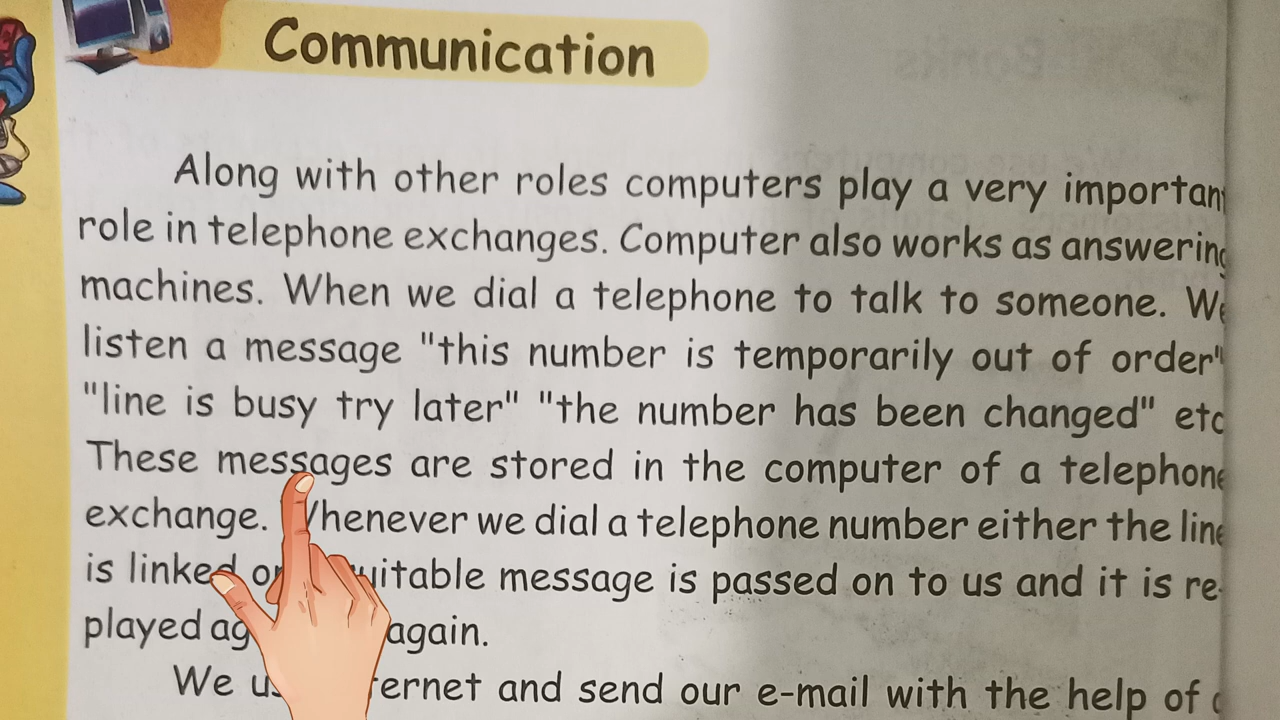 Communication
Along with other roles computers play a very important
role in telephone exchanges. Computer also works as answering
machines. When we dial a telephone to talk to someone. We
listen a message "this number is temporarily out of order"
"line is busy try later" "the number has been changed" etc
These messages are stored in the computer of a telephone
exchange. Whenever we dial a telephone number either the line
is linked or suitable message is passed on to us and it is re-
played again.
We ernet and send our e-mail with the help of